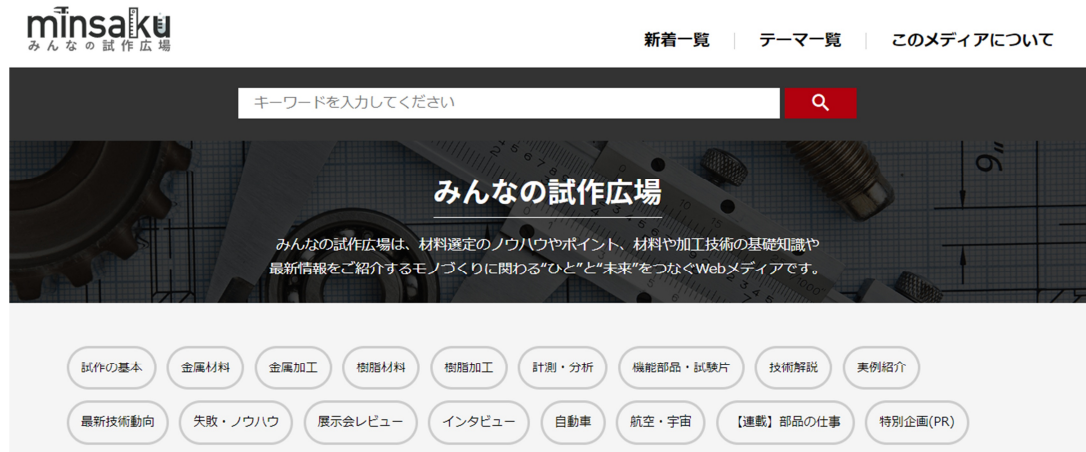 minsaku
みんなの試作広場
新着一覧
テーマ一覧
このメディアについて
キーワードを入力してください
みんなの試作広場
みんなの試作広場は、材料選定のノウハウやポイント、材料や加工技術の基礎知識や
最新情報をご紹介するモノづくりに関わる“ひと”と“未来”をつなぐWebメディアです。
試作の基本 金属材料 金属加工 樹脂材料 樹脂加工 計測・分析 機能部品・試験片 技術解説 実例紹介
最新技術動向 失敗・ノウハウ 展示会レビュー インタビュー 自動車 航空・宇宙 【連載】部品の仕事 特別企画(PR)